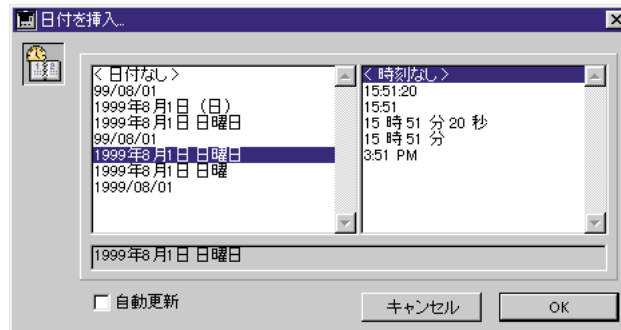 日付を挿入...
<日付なし>
99/08/01
1999年8月1日（日）
1999年8月1日 日曜日
99/08/01
1999年8月1日 日曜日
1999年8月1日 日曜
1999/08/01
<時刻なし>
15:51:20
15:51
15 時 51 分 20 秒
15 時 51 分
3:51 PM
1999年8月1日 日曜日
自動更新
キャンセル
OK